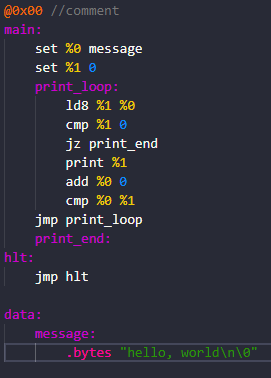 @0x00 //comment
main:
    set %0 message
    set %1 0
    print_loop:
        ld8 %1 %0
        cmp %1 0
        jz print_end
        print %1
        add %0 0
        cmp %0 %1
    jmp print_loop
    print_end:
hlt:
    jmp hlt

data:
    message:
        .bytes "hello, world\n\0"